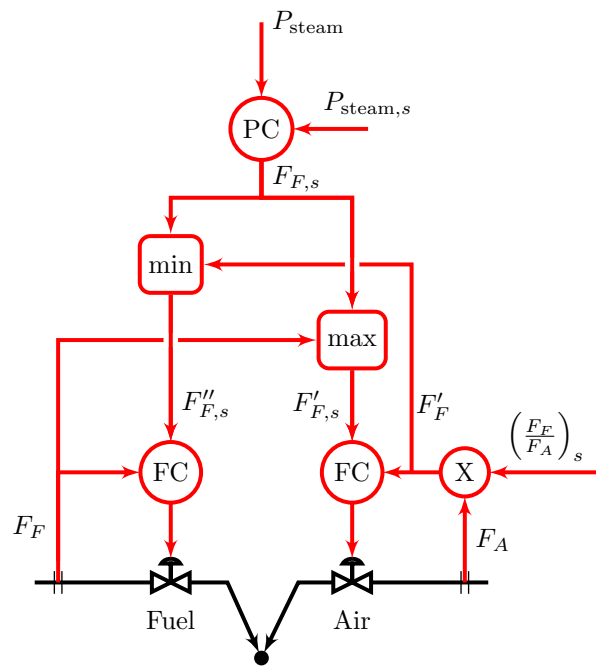 P_steam
P_steam,s
PC
F_F,s
min
max
F''_F,s
F'_F,s
F'_F
(F_F/F_A)_s
FC
FC
X
F_F
F_A
Fuel
Air